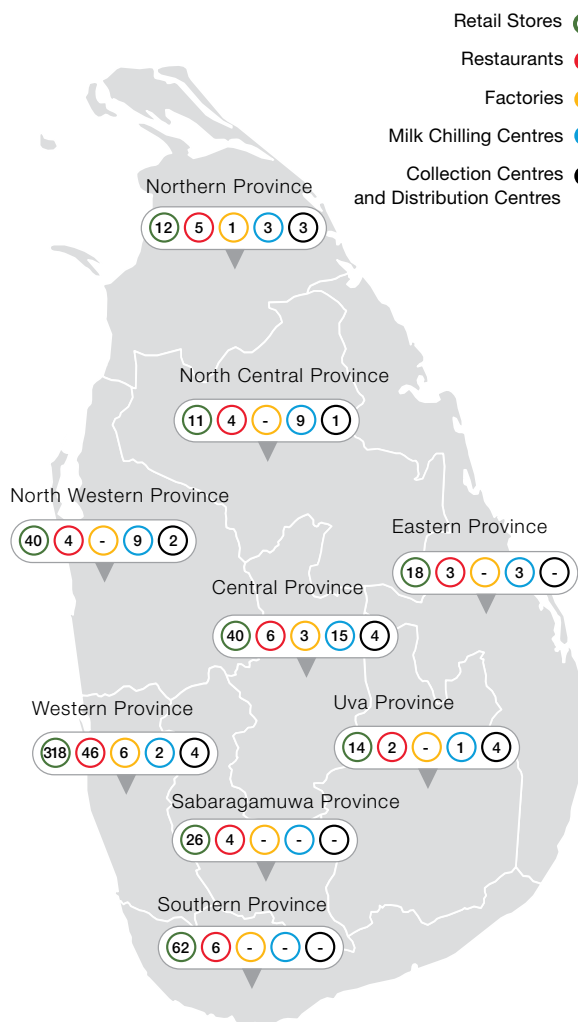 Retail Stores
Restaurants
Factories
Milk Chilling Centres
Collection Centres
and Distribution Centres
Northern Province
12 5 1 3 3
North Central Province
11 4 - 9 1
North Western Province
40 4 - 9 2
Eastern Province
18 3 - 3 -
Central Province
40 6 3 15 4
Western Province
318 46 6 2 4
Uva Province
14 2 - 1 4
Sabaragamuwa Province
26 4 - - -
Southern Province
62 6 - - -